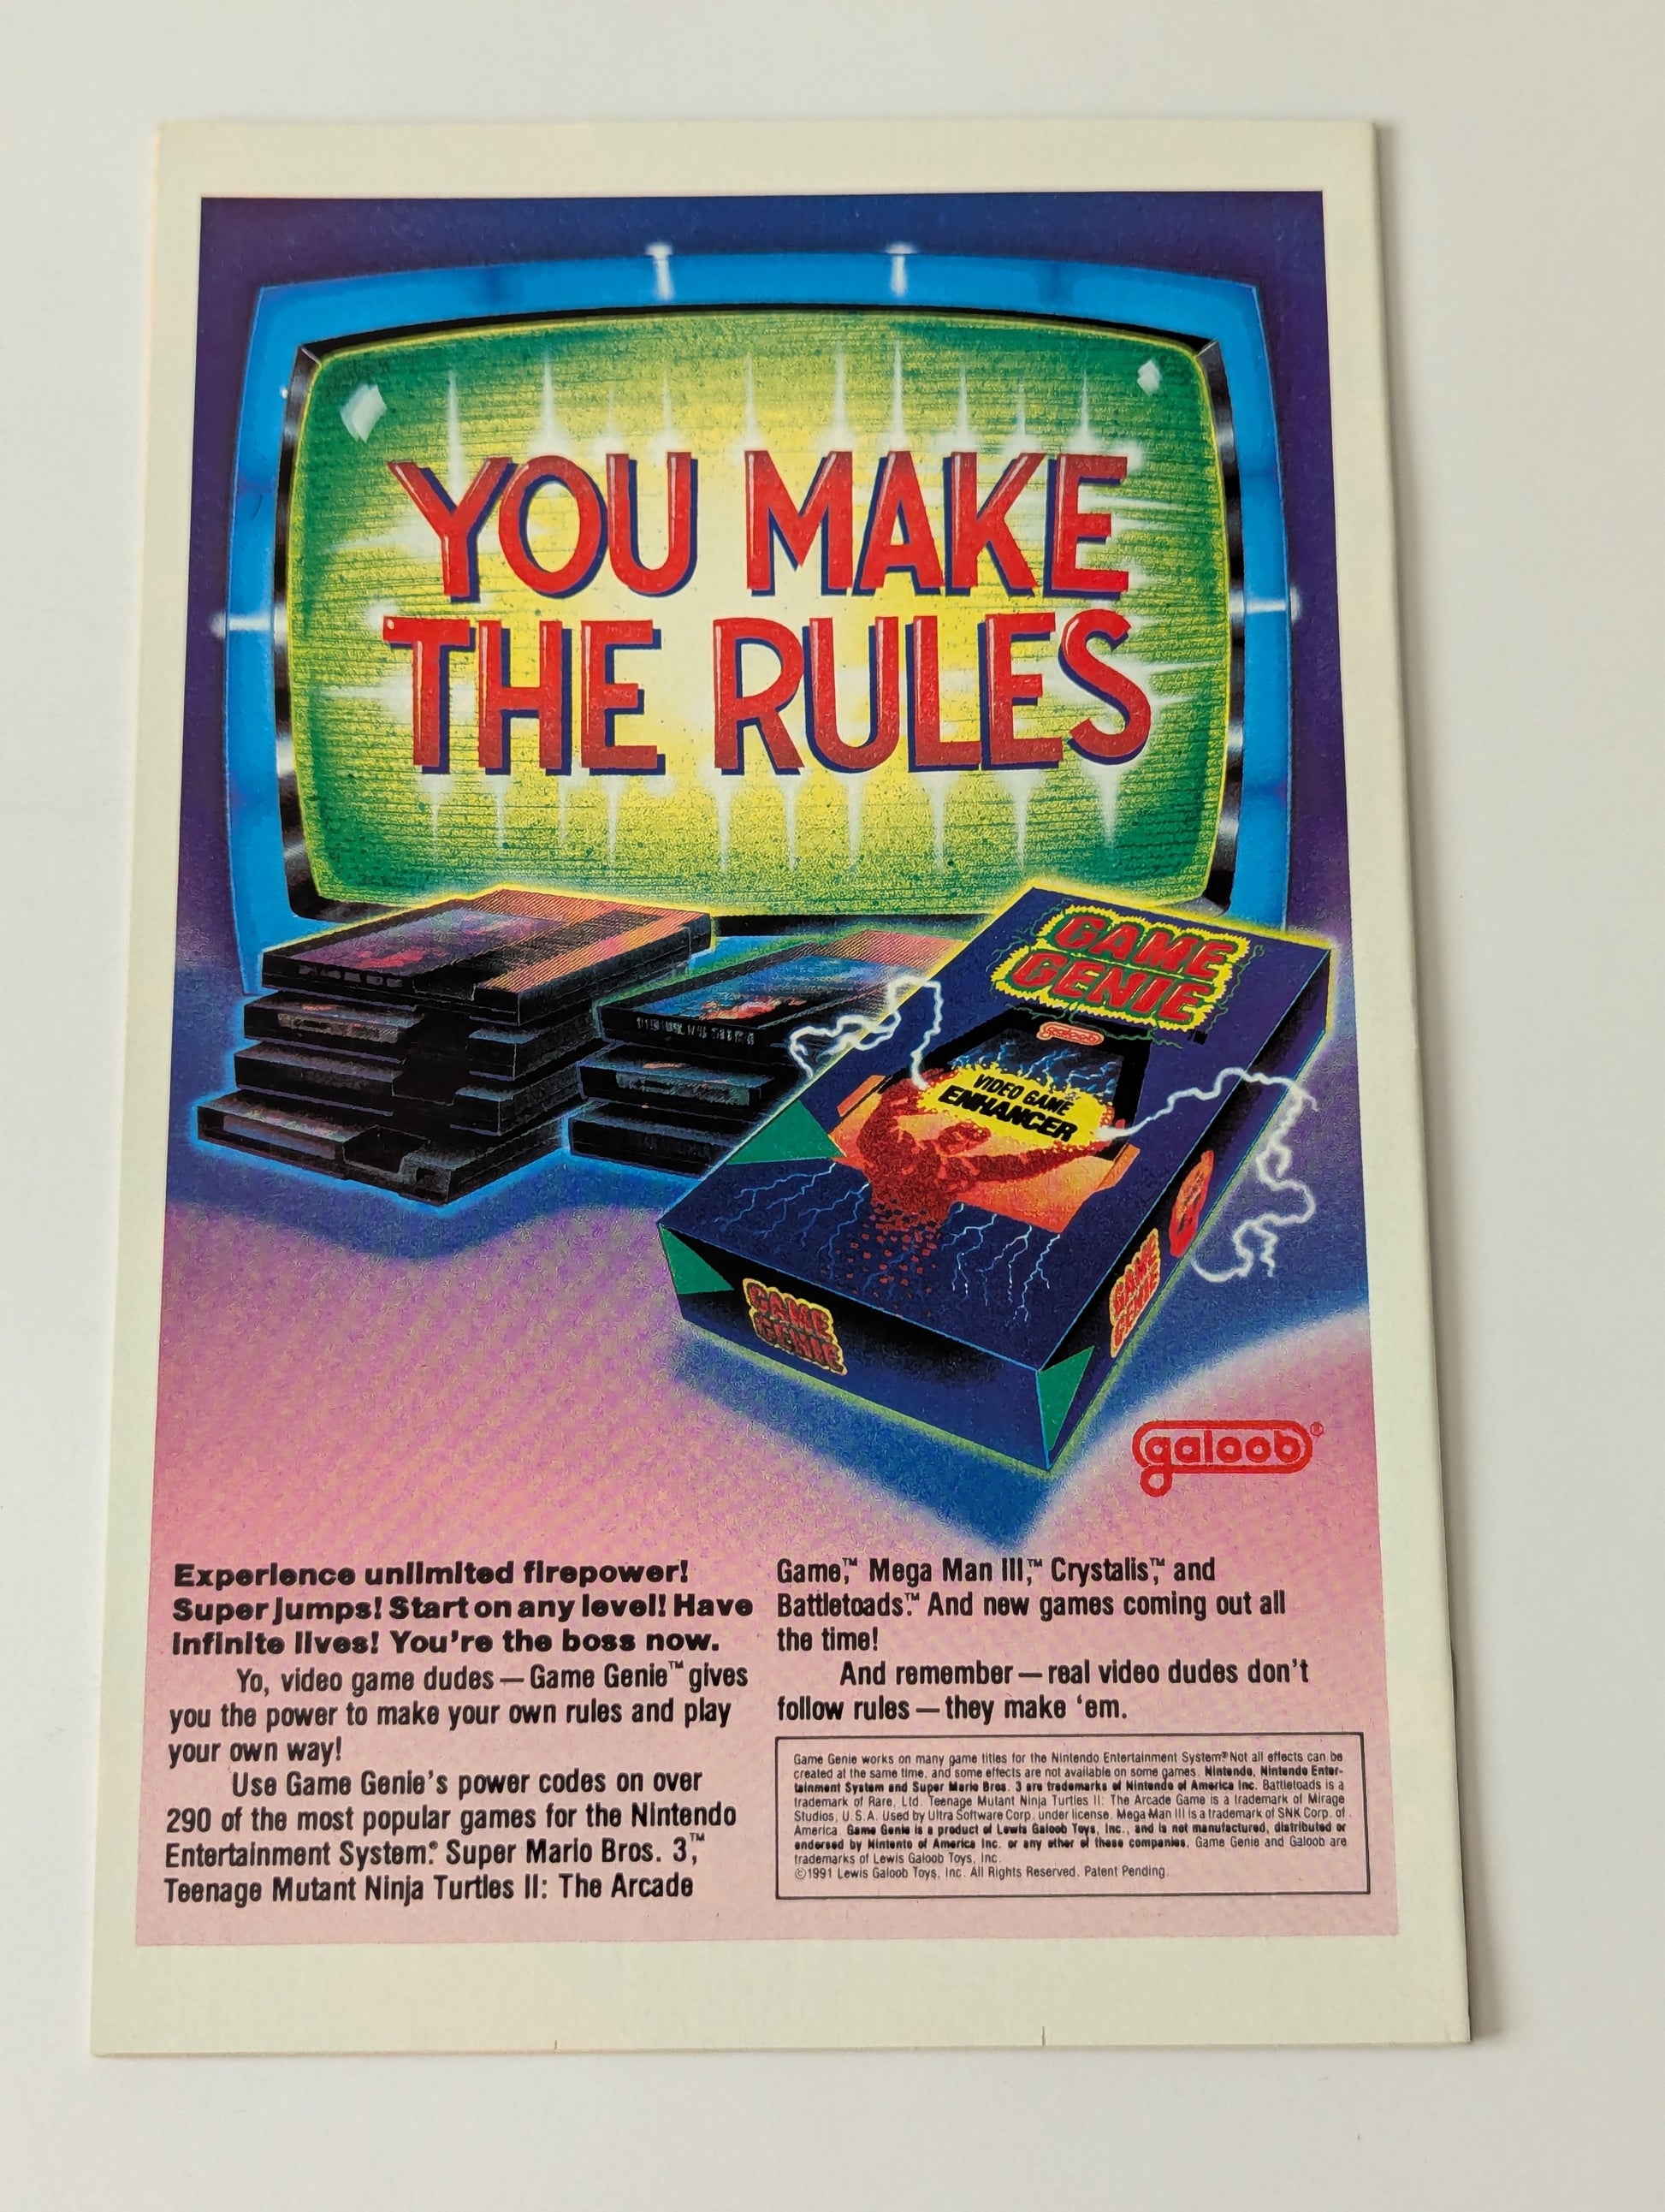 YOU MAKE
THE RULES
GAME
GENIE
galoob
VIDEO GAME
ENHANCER
GAME
GENIE
GAME
GENIE
galoob®
Experience unlimited firepower!
Super jumps! Start on any level! Have
infinite lives! You're the boss now.
Yo, video game dudes — Game Genie™ gives
you the power to make your own rules and play
your own way!
Use Game Genie's power codes on over
290 of the most popular games for the Nintendo
Entertainment System.® Super Mario Bros. 3,™
Teenage Mutant Ninja Turtles II: The Arcade
Game,™ Mega Man III,™ Crystalis,™ and
Battletoads.™ And new games coming out all
the time!
And remember — real video dudes don't
follow rules — they make 'em.
Game Genie works on many game titles for the Nintendo Entertainment System.® Not all effects can be
created at the same time, and some effects are not available on some games. Nintendo, Nintendo Enter-
tainment System and Super Mario Bros. 3 are trademarks of Nintendo of America Inc. Battletoads is a
trademark of Rare, Ltd. Teenage Mutant Ninja Turtles II: The Arcade Game is a trademark of Mirage
Studios, U.S.A. Used by Ultra Software Corp. under license. Mega Man III is a trademark of SNK Corp. of
America. Game Genie is a product of Lewis Galoob Toys, Inc., and is not manufactured, distributed or
endorsed by Nintento of America Inc. or any other of these companies. Game Genie and Galoob are
trademarks of Lewis Galoob Toys, Inc.
©1991 Lewis Galoob Toys, Inc. All Rights Reserved. Patent Pending.